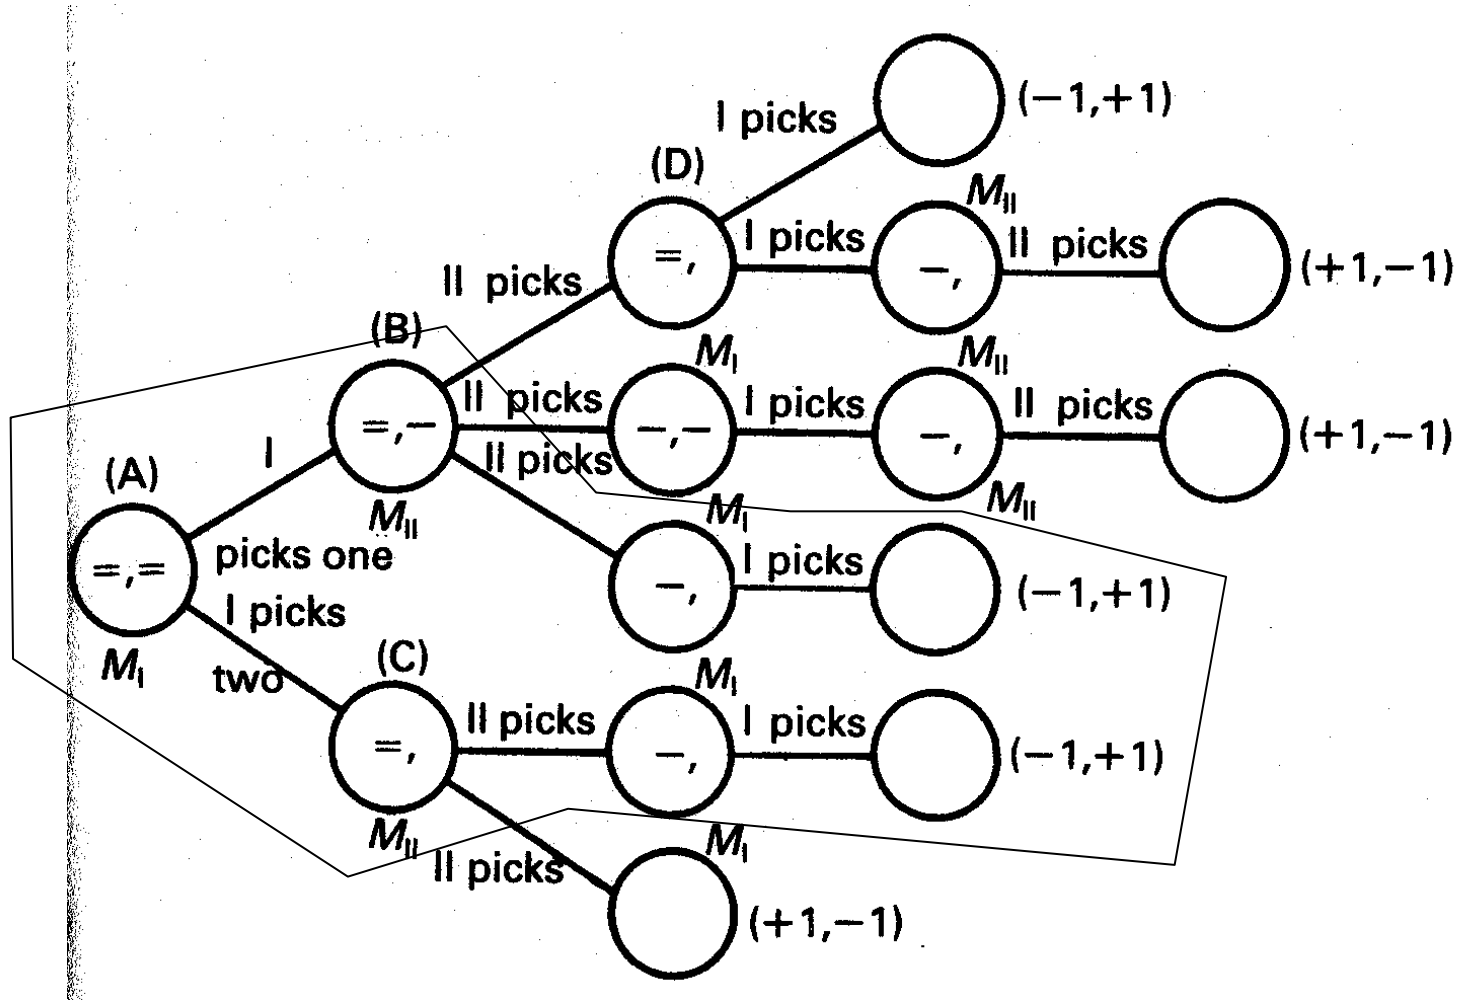 I picks
(−1,+1)
(D)
=,
I picks
−,
M_II
II picks
(+1,−1)
II picks
(B)
=,−
M_II
II picks
−,−
M_I
I picks
−,
M_II
II picks
(+1,−1)
I
picks one
II picks
−,
M_I
I picks
M_II
(−1,+1)
(A)
=,=
M_I
I picks
two
(C)
=,
M_II
II picks
−,
M_I
I picks
(−1,+1)
II picks
M_I
(+1,−1)